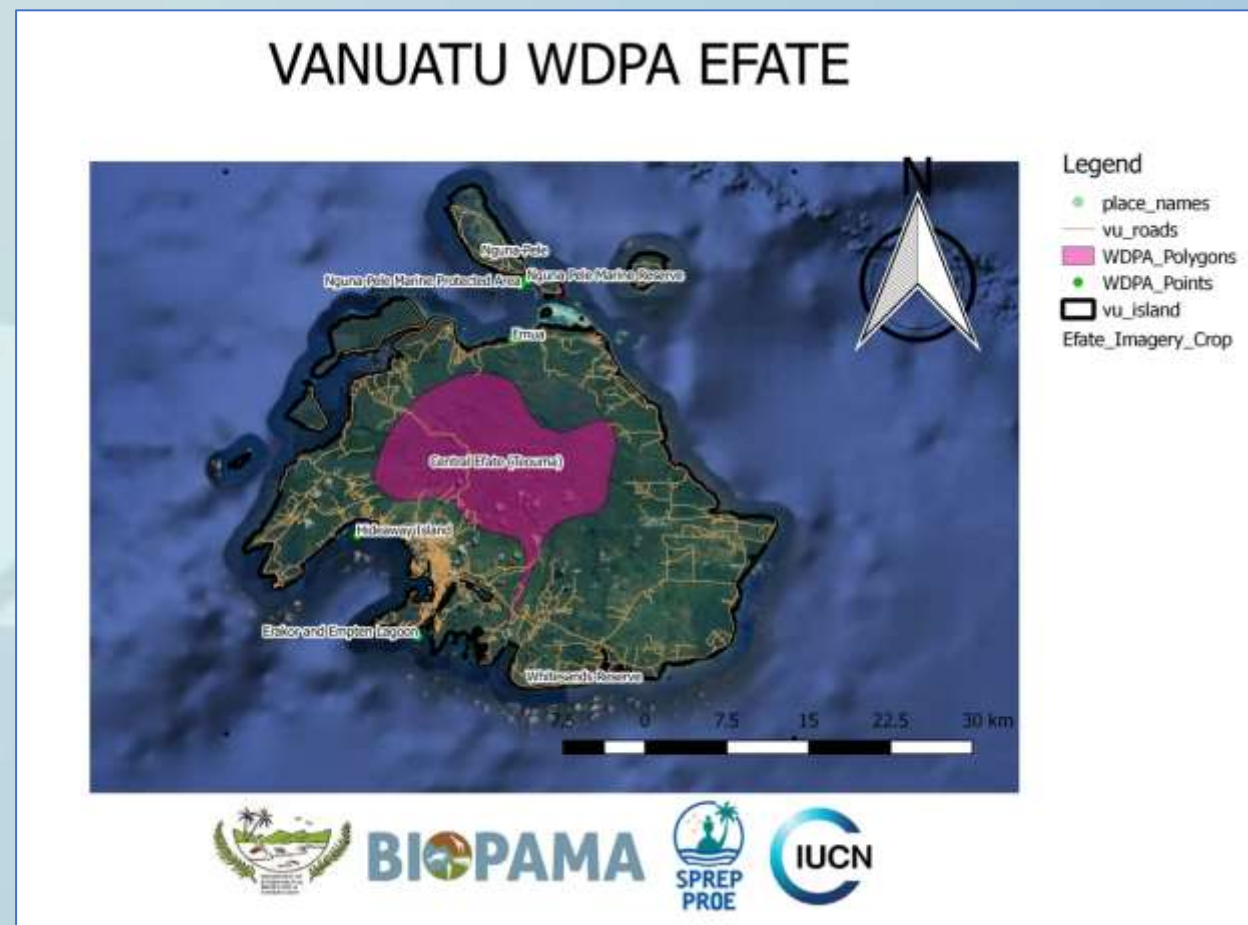 VANUATU WDPA EFATE
N
Legend
place_names
vu_roads
WDPA_Polygons
WDPA_Points
vu_island
Efate_Imagery_Crop
Nguna-Pele
Nguna-Pele Marine Protected Area
Nguna Pele Marine Reserve
Emua
Central Efate (Teouma)
Hideaway Island
Erakor and Empten Lagoon
Whitesands Reserve
7.5 0 7.5 15 22.5 30 km
BIOPAMA
SPREP
PROE
IUCN